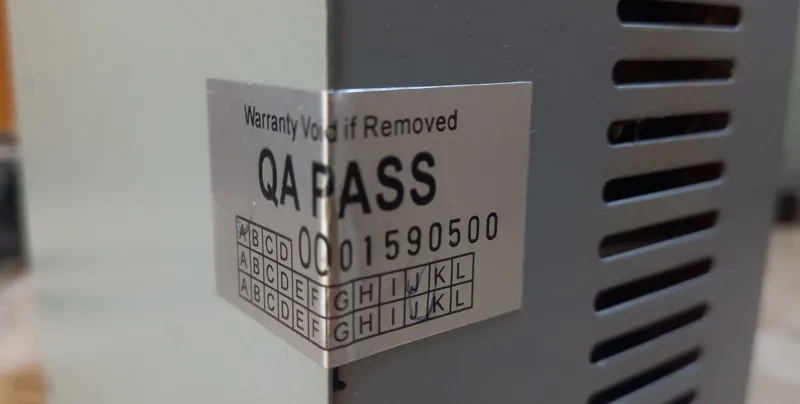 Warranty Void if Removed
QA PASS
ABCD 0001590500
ABCDEFGHIJKL
ABCDEFGHIJKL